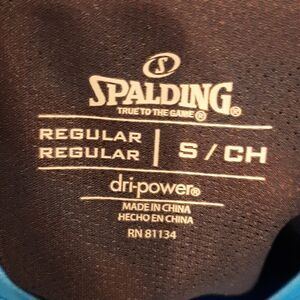 S
SPALDING®
TRUE TO THE GAME®
REGULAR
REGULAR
S / CH
dri-power®
MADE IN CHINA
HECHO EN CHINA
RN 81134